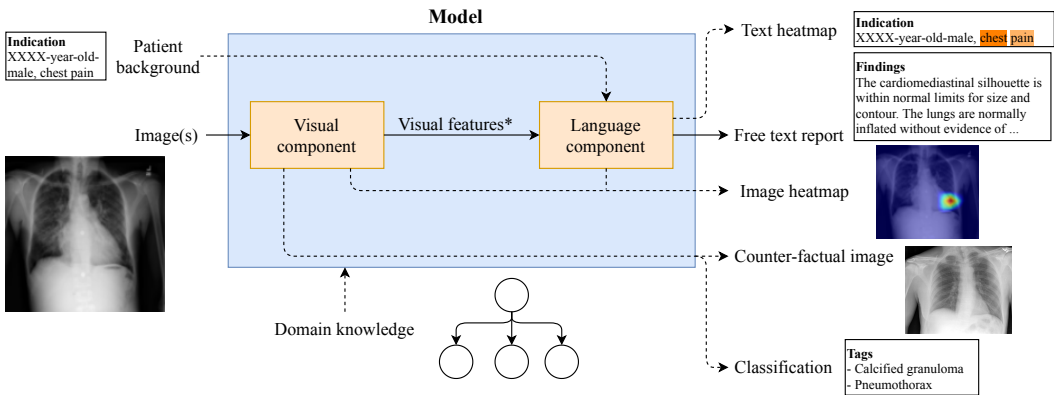 Model
Indication
XXXX-year-old-
male, chest pain
Patient
background
Image(s)
Visual
component
Visual features*
Language
component
Domain knowledge
Text heatmap
Indication
XXXX-year-old-male, chest pain
Free text report
Findings
The cardiomediastinal silhouette is
within normal limits for size and
contour. The lungs are normally
inflated without evidence of ...
Image heatmap
Counter-factual image
Classification
Tags
- Calcified granuloma
- Pneumothorax